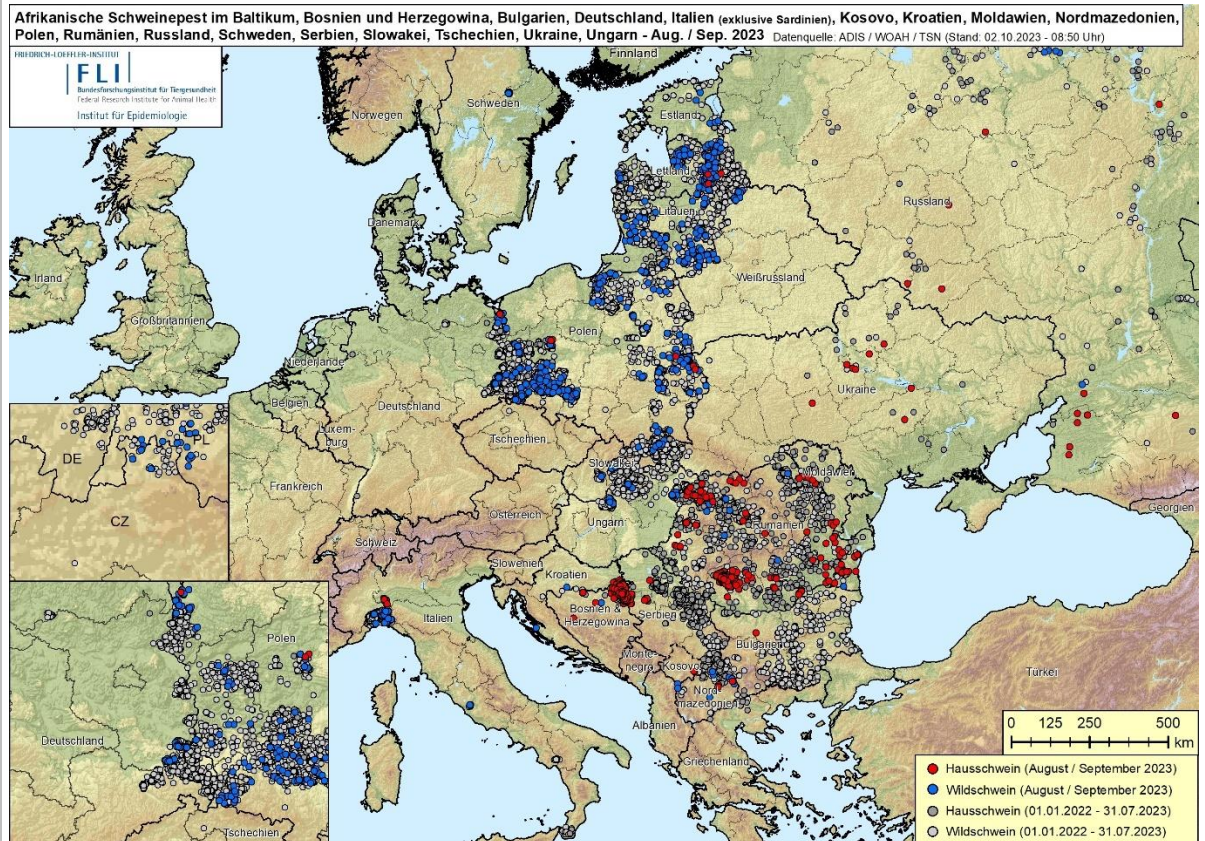 Afrikanische Schweinepest im Baltikum, Bosnien und Herzegowina, Bulgarien, Deutschland, Italien (exklusive Sardinien), Kosovo, Kroatien, Moldawien, Nordmazedonien,
Polen, Rumänien, Russland, Schweden, Serbien, Slowakei, Tschechien, Ukraine, Ungarn - Aug. / Sep. 2023 Datenquelle: ADIS / WOAH / TSN (Stand: 02.10.2023 - 08:50 Uhr)
FRIEDRICH-LOEFFLER-INSTITUT
FLI
Bundesforschungsinstitut für Tiergesundheit
Federal Research Institute for Animal Health
Institut für Epidemiologie
Finnland
Norwegen
Schweden
Estland
Lettland
Russland
Litauen
Dänemark
Irland
Weißrussland
Großbritannien
Polen
Niederlande
Ukraine
Belgien
Deutschland
Luxem-
burg
Tschechien
Slowakei
Moldawien
Frankreich
Ungarn
Rumänien
Österreich
Georgien
Schweiz
Slowenien
Kroatien
Bosnien &
Herzegowina
Serbien
Italien
Bulgarien
Monte-
negro
Kosovo
Nord-
mazedonien
Türkei
Albanien
Griechenland
DE
PL
CZ
Polen
Deutschland
Tschechien
0 125 250 500
km
Hausschwein (August / September 2023)
Wildschwein (August / September 2023)
Hausschwein (01.01.2022 - 31.07.2023)
Wildschwein (01.01.2022 - 31.07.2023)